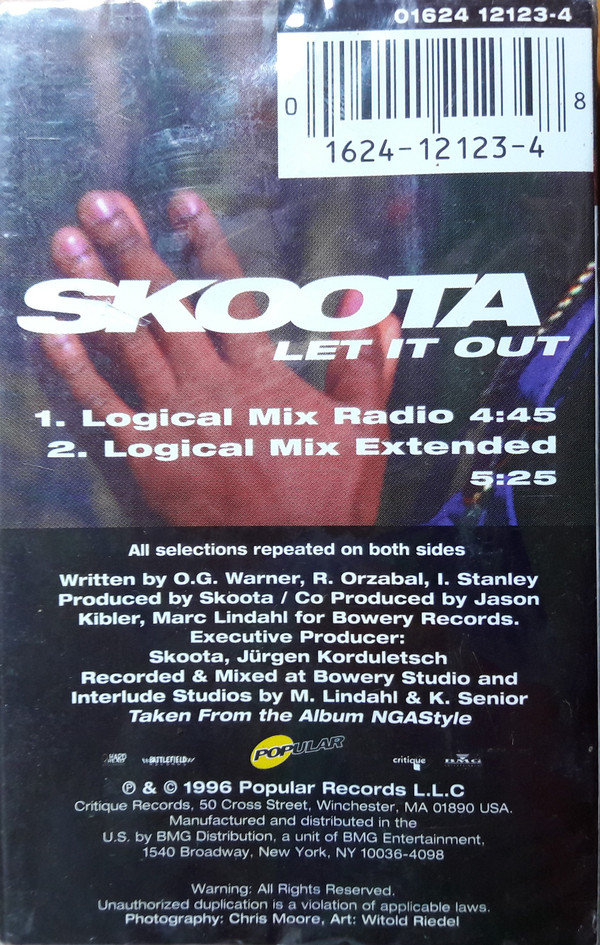 01624 12123-4
0 8
1624-12123-4
SKOOTA
LET IT OUT
1. Logical Mix Radio 4:45
2. Logical Mix Extended
5:25
All selections repeated on both sides
Written by O.G. Warner, R. Orzabal, I. Stanley
Produced by Skoota / Co Produced by Jason
Kibler, Marc Lindahl for Bowery Records.
Executive Producer:
Skoota, Jürgen Korduletsch
Recorded & Mixed at Bowery Studio and
Interlude Studios by M. Lindahl & K. Senior
Taken From the Album NGAStyle
BATTLEFIELD POPULAR critique BMG
℗ & © 1996 Popular Records L.L.C
Critique Records, 50 Cross Street, Winchester, MA 01890 USA.
Manufactured and distributed in the
U.S. by BMG Distribution, a unit of BMG Entertainment,
1540 Broadway, New York, NY 10036-4098
Warning: All Rights Reserved.
Unauthorized duplication is a violation of applicable laws.
Photography: Chris Moore, Art: Witold Riedel